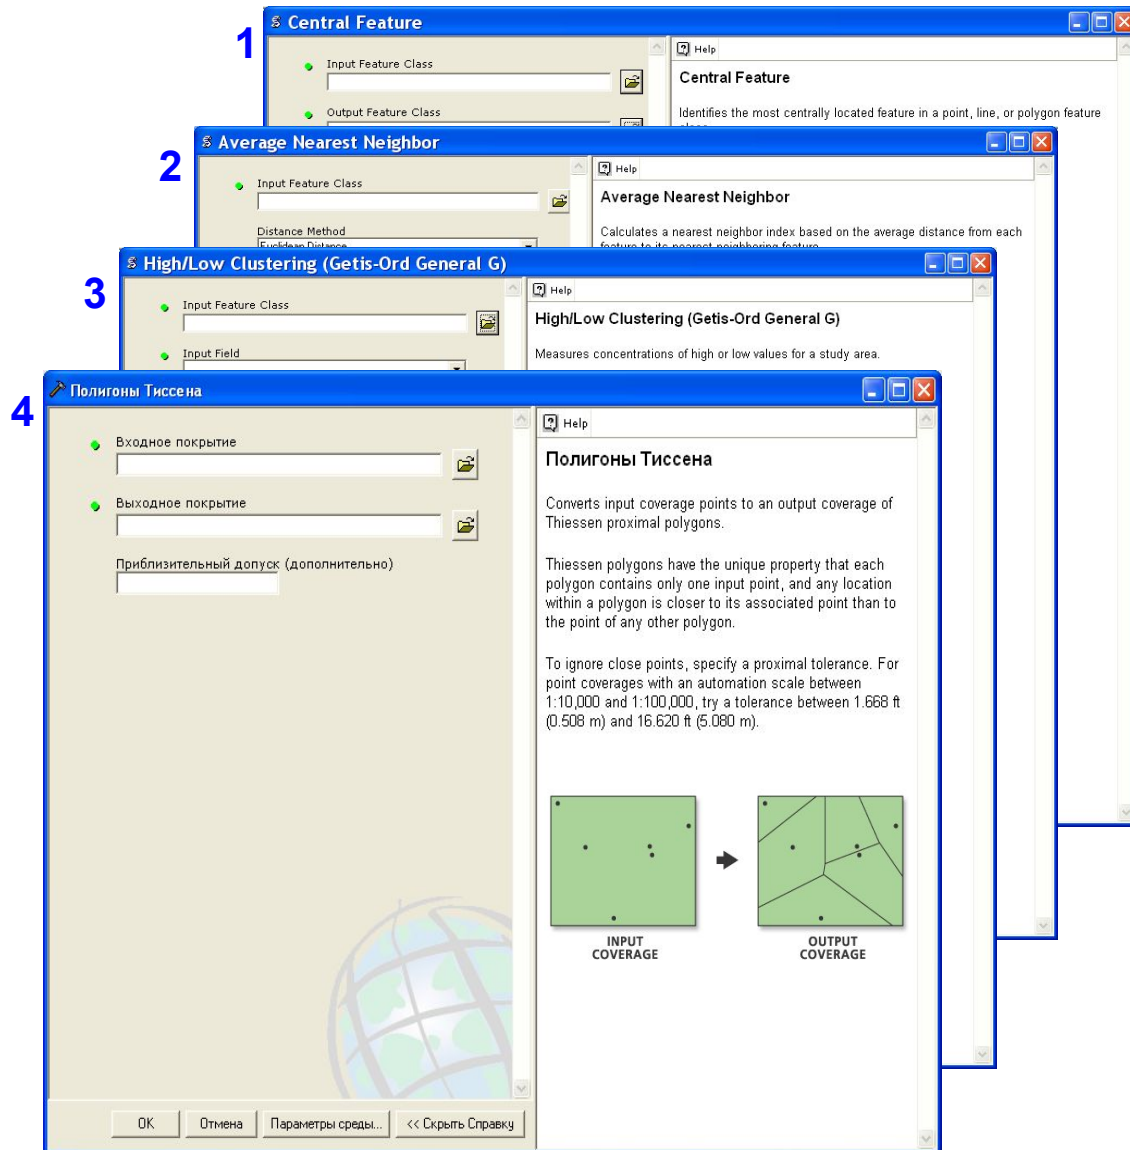 1
Central Feature
Input Feature Class
Output Feature Class
Help
Central Feature
Identifies the most centrally located feature in a point, line, or polygon feature
2
Average Nearest Neighbor
Input Feature Class
Distance Method
Euclidean Distance
Help
Average Nearest Neighbor
Calculates a nearest neighbor index based on the average distance from each
feature to its nearest neighboring feature.
3
High/Low Clustering (Getis-Ord General G)
Input Feature Class
Input Field
Help
High/Low Clustering (Getis-Ord General G)
Measures concentrations of high or low values for a study area.
4
Полигоны Тиссена
Входное покрытие
Выходное покрытие
Приблизительный допуск (дополнительно)
OK
Отмена
Параметры среды...
<< Скрыть Справку
Help
Полигоны Тиссена
Converts input coverage points to an output coverage of
Thiessen proximal polygons.
Thiessen polygons have the unique property that each
polygon contains only one input point, and any location
within a polygon is closer to its associated point than to
the point of any other polygon.
To ignore close points, specify a proximal tolerance. For
point coverages with an automation scale between
1:10,000 and 1:100,000, try a tolerance between 1.668 ft
(0.508 m) and 16.620 ft (5.080 m).
INPUT
COVERAGE
OUTPUT
COVERAGE